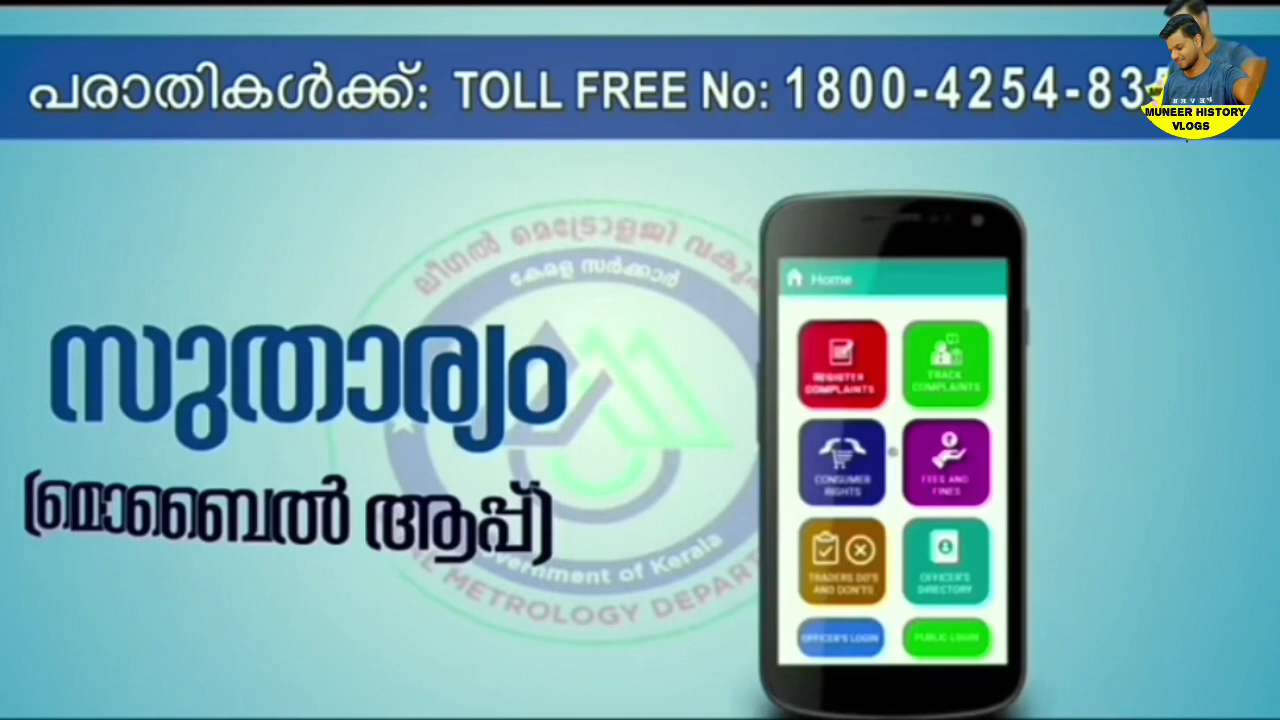 പരാതികൾക്ക്: TOLL FREE No: 1800-4254-83
MUNEER HISTORY
VLOGS
ലീഗൽ മെട്രോളജി
കേരള സർക്കാർ
സുതാര്യം
(മൊബൈൽ ആപ്പ്)
Government of Kerala
METROLOGY
Home
REGISTER
COMPLAINTS
TRACK
COMPLAINTS
CONSUMER
RIGHTS
FEES AND
FINES
TRADERS DO'S
AND DON'TS
OFFICER'S
DIRECTORY
OFFICER'S LOGIN
PUBLIC LOGIN